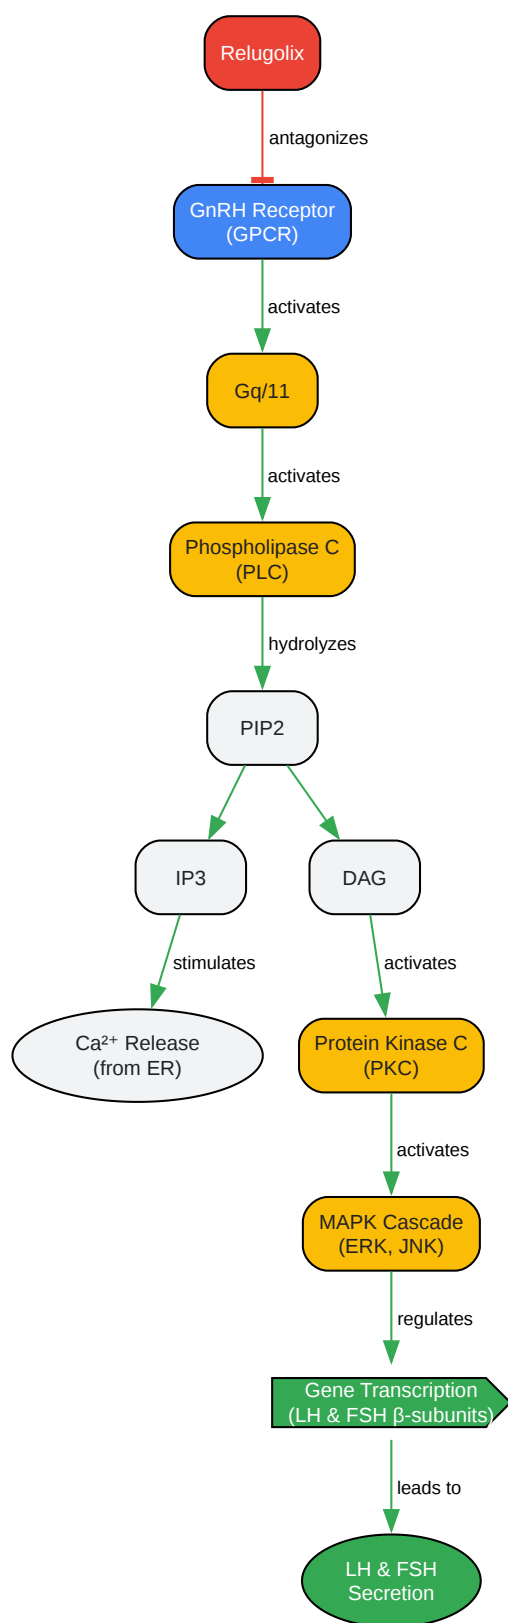 Relugolix
antagonizes
GnRH Receptor
(GPCR)
activates
Gq/11
activates
Phospholipase C
(PLC)
hydrolyzes
PIP2
IP3
DAG
stimulates
activates
Ca²⁺ Release
(from ER)
Protein Kinase C
(PKC)
activates
MAPK Cascade
(ERK, JNK)
regulates
Gene Transcription
(LH & FSH β-subunits)
leads to
LH & FSH
Secretion